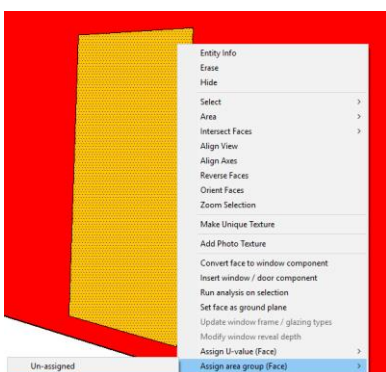 Entity Info
Erase
Hide
Select
Area
Intersect Faces
Align View
Align Axes
Reverse Faces
Orient Faces
Zoom Selection
Make Unique Texture
Add Photo Texture
Convert face to window component
Insert window / door component
Run analysis on selection
Set face as ground plane
Update window frame / glazing types
Modify window reveal depth
Assign U-value (Face)
Un-assigned
Assign area group (Face)